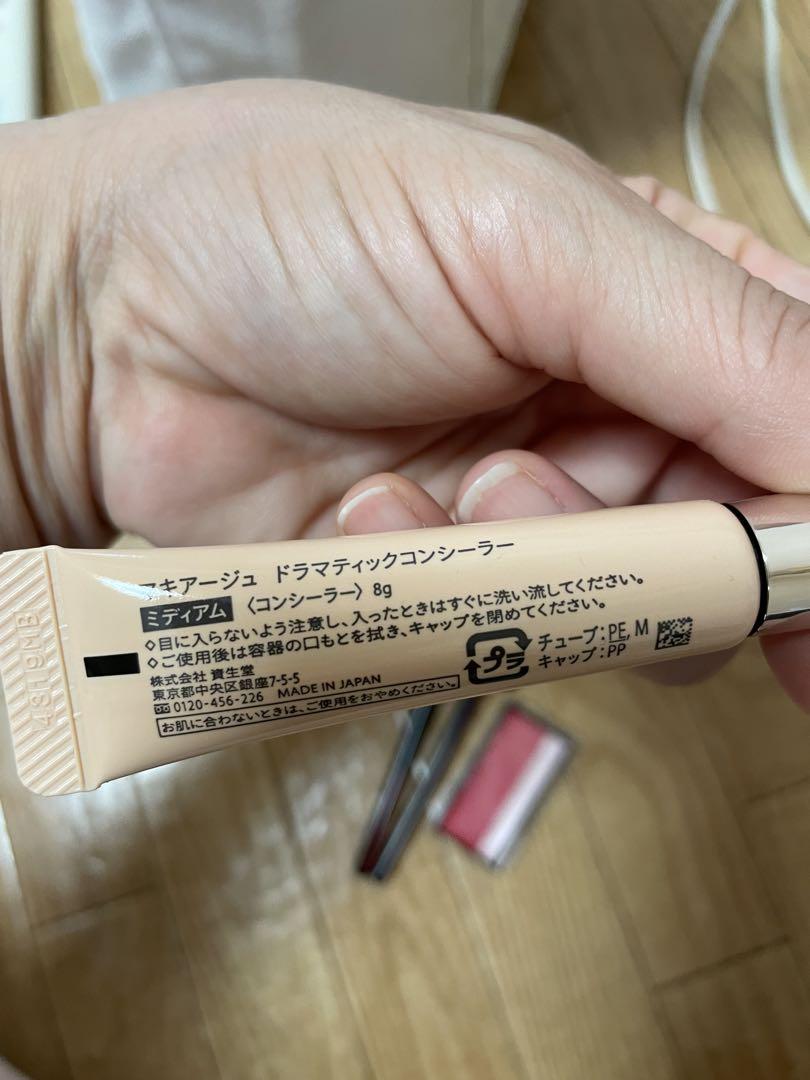 マキアージュ ドラマティックコンシーラー
ミディアム 〈コンシーラー〉 8g
◇目に入らないよう注意し、入ったときはすぐに洗い流してください。
◇ご使用後は容器の口もとを拭き、キャップを閉めてください。
株式会社 資生堂
東京都中央区銀座7-5-5
0120-456-226 MADE IN JAPAN
お肌に合わないときは、ご使用をおやめください。
プラ
チューブ:PE, M
キャップ:PP
4319MB